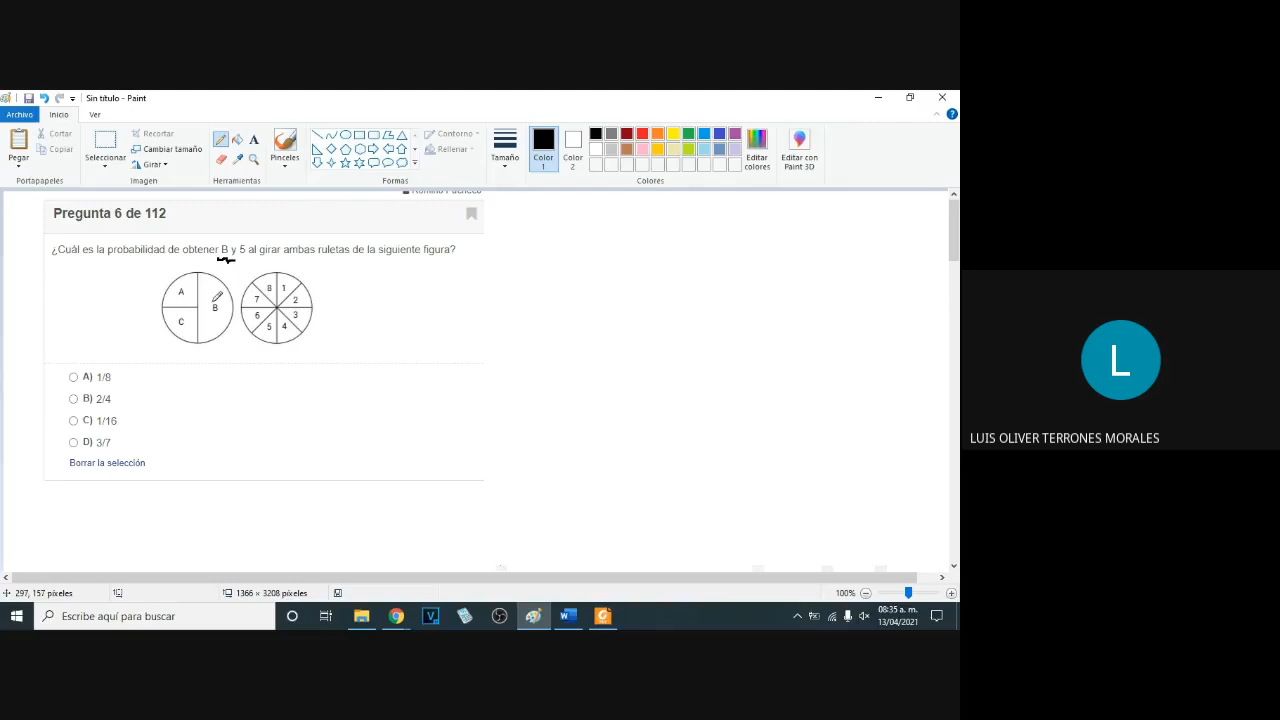 Sin título - Paint
Archivo Inicio Ver
Pegar
Cortar
Copiar
Portapapeles
Seleccionar
Recortar
Cambiar tamaño
Girar
Imagen
A
Herramientas
Pinceles
Formas
Contorno
Rellenar
Tamaño
Color
1
Color
2
Editar
colores
Editar con
Paint 3D
Colores
Pregunta 6 de 112
¿Cuál es la probabilidad de obtener B y 5 al girar ambas ruletas de la siguiente figura?
A
B
C
8 1
7 2
6 3
5 4
A) 1/8
B) 2/4
C) 1/16
D) 3/7
Borrar la selección
L
LUIS OLIVER TERRONES MORALES
297, 157 píxeles
1366 × 3208 píxeles
100%
Escribe aquí para buscar
V
W
08:35 a. m.
13/04/2021